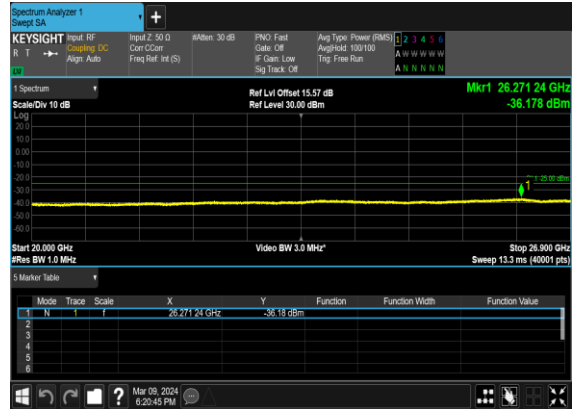 Spectrum Analyzer 1
Swept SA
+
KEYSIGHT Input: RF Input Z: 50 Ω #Atten: 30 dB PNO: Fast Avg Type: Power (RMS) 1 2 3 4 5 6
R T Coupling: DC Corr CCorr Gate: Off Avg|Hold: 100/100 A W W W W W
Align: Auto Freq Ref: Int (S) IF Gain: Low Trig: Free Run
Sig Track: Off A N N N N N
1 Spectrum Ref Lvl Offset 15.57 dB Mkr1 26.271 24 GHz
Scale/Div 10 dB Ref Level 30.00 dBm -36.178 dBm
Log
20.0
10.0
0.00
-10.0
-20.0
-30.0
-40.0
-50.0
-60.0
1
Start 20.000 GHz Video BW 3.0 MHz* Stop 26.900 GHz
#Res BW 1.0 MHz Sweep 13.3 ms (40001 pts)
5 Marker Table
Mode Trace Scale X Y Function Function Width Function Value
1 N 1 f 26.271 24 GHz -36.18 dBm
2
3
4
5
6
? Mar 09, 2024
6:20:45 PM